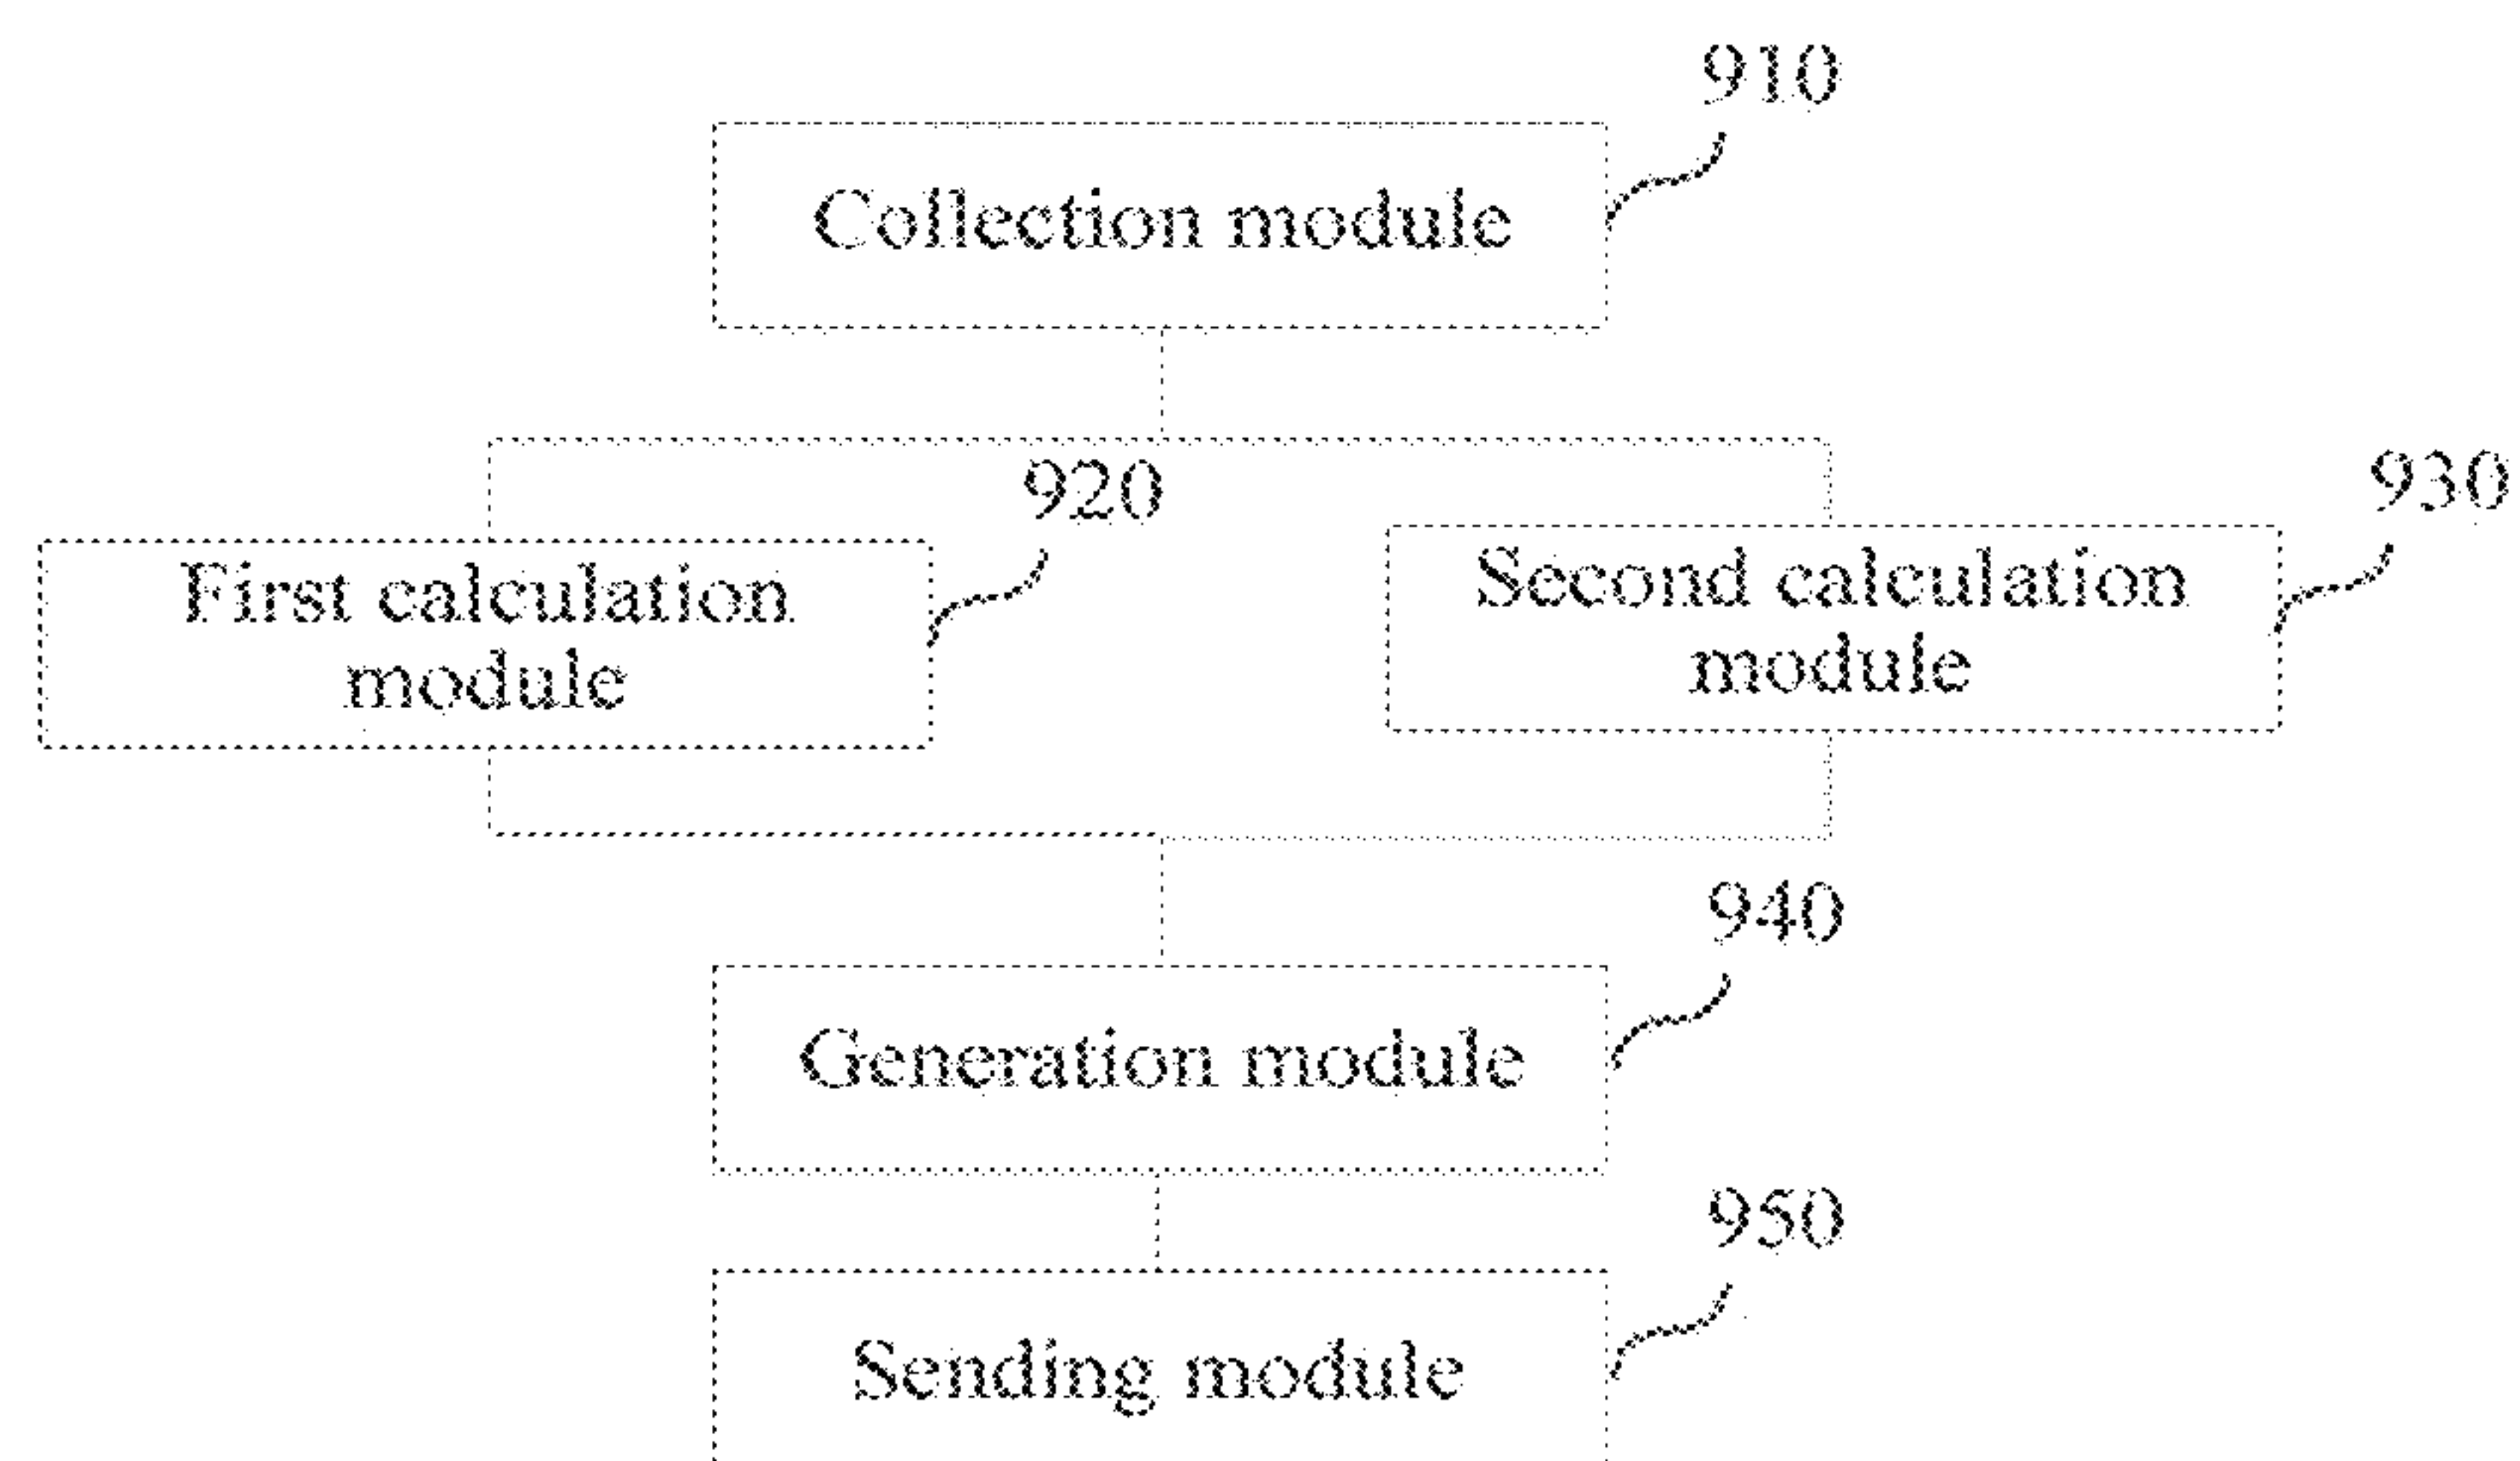 910
Collection module
920
930
First calculation
module
Second calculation
module
940
Generation module
950
Sending module